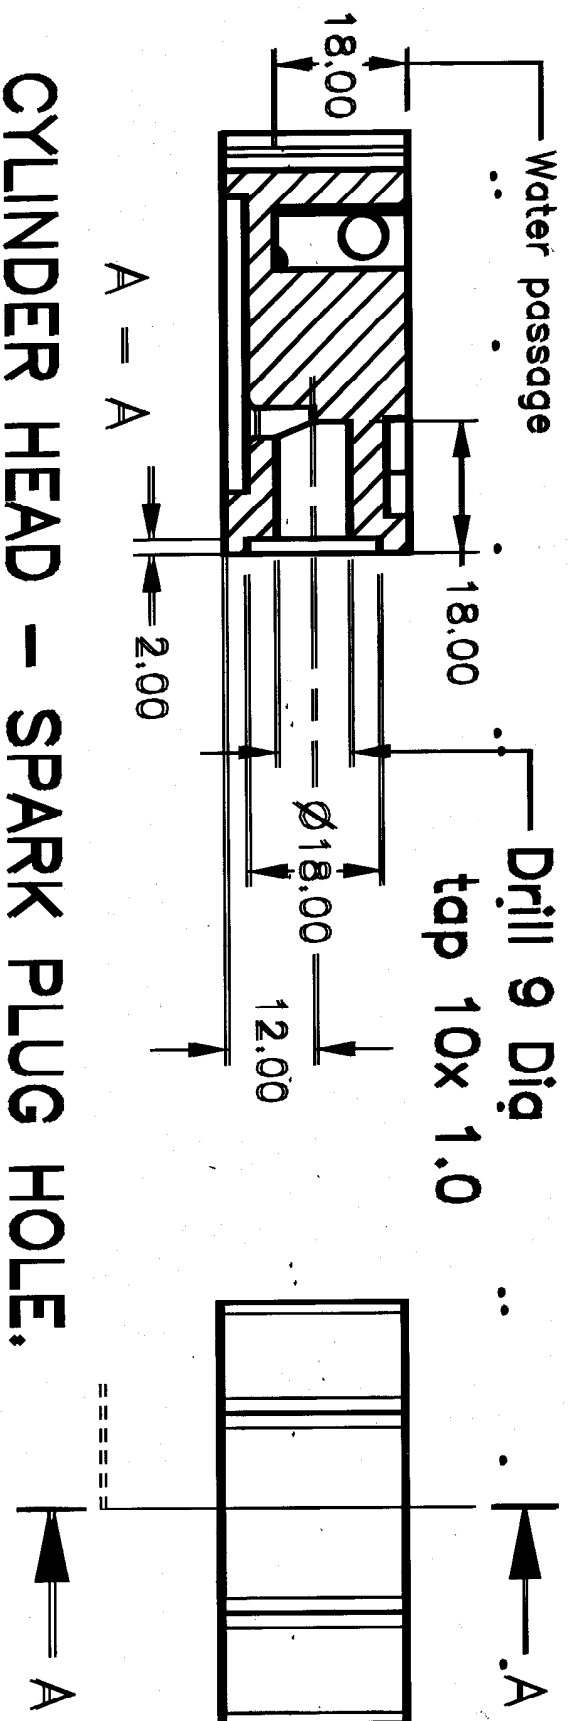 18.00
Water passage
18.00
Drill 9 Dia
tap 10x 1.0
Ø18.00
12.00
2.00
A - A
A
A
CYLINDER HEAD - SPARK PLUG HOLE.